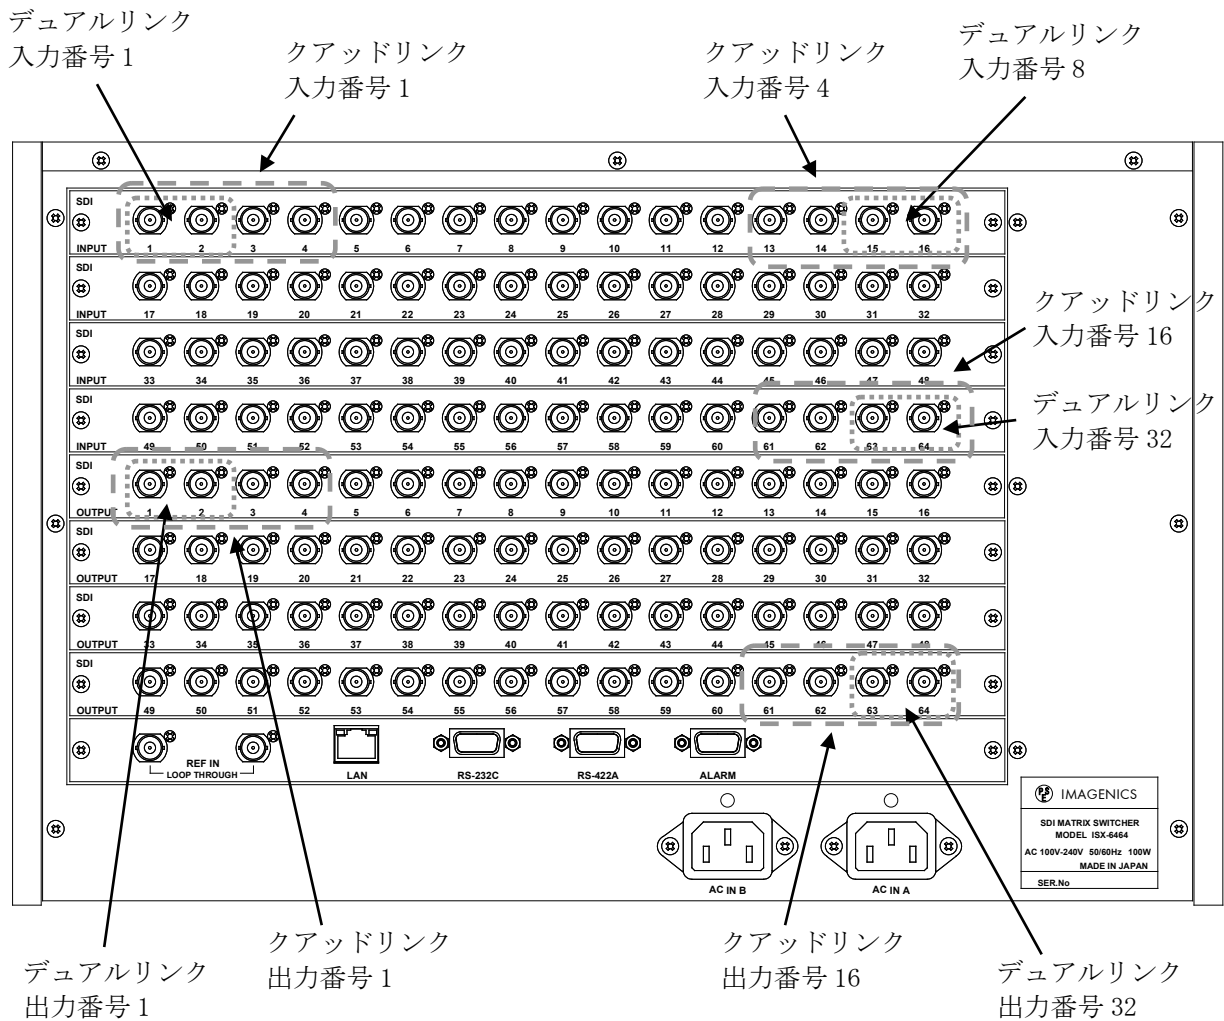 デュアルリンク
入力番号 1
クアッドリンク
入力番号 1
クアッドリンク
入力番号 4
デュアルリンク
入力番号 8
SDI
INPUT 1 2 3 4 5 6 7 8 9 10 11 12 13 14 15 16
SDI
INPUT 17 18 19 20 21 22 23 24 25 26 27 28 29 30 31 32
クアッドリンク
入力番号 16
SDI
INPUT 33 34 35 36 37 38 39 40 41 42 43 44 45 46 47 48
SDI
INPUT 49 50 51 52 53 54 55 56 57 58 59 60 61 62 63 64
デュアルリンク
入力番号 32
SDI
OUTPUT 1 2 3 4 5 6 7 8 9 10 11 12 13 14 15 16
SDI
OUTPUT 17 18 19 20 21 22 23 24 25 26 27 28 29 30 31 32
SDI
OUTPUT 33 34 35 36 37 38 39 40 41 42 43 44 45 46 47 48
SDI
OUTPUT 49 50 51 52 53 54 55 56 57 58 59 60 61 62 63 64
REF IN
LOOP THROUGH
LAN
RS-232C
RS-422A
ALARM
PSE IMAGENICS
SDI MATRIX SWITCHER
MODEL ISX-6464
AC 100V-240V 50/60Hz 100W
MADE IN JAPAN
SER.No
AC IN B
AC IN A
デュアルリンク
出力番号 1
クアッドリンク
出力番号 1
クアッドリンク
出力番号 16
デュアルリンク
出力番号 32